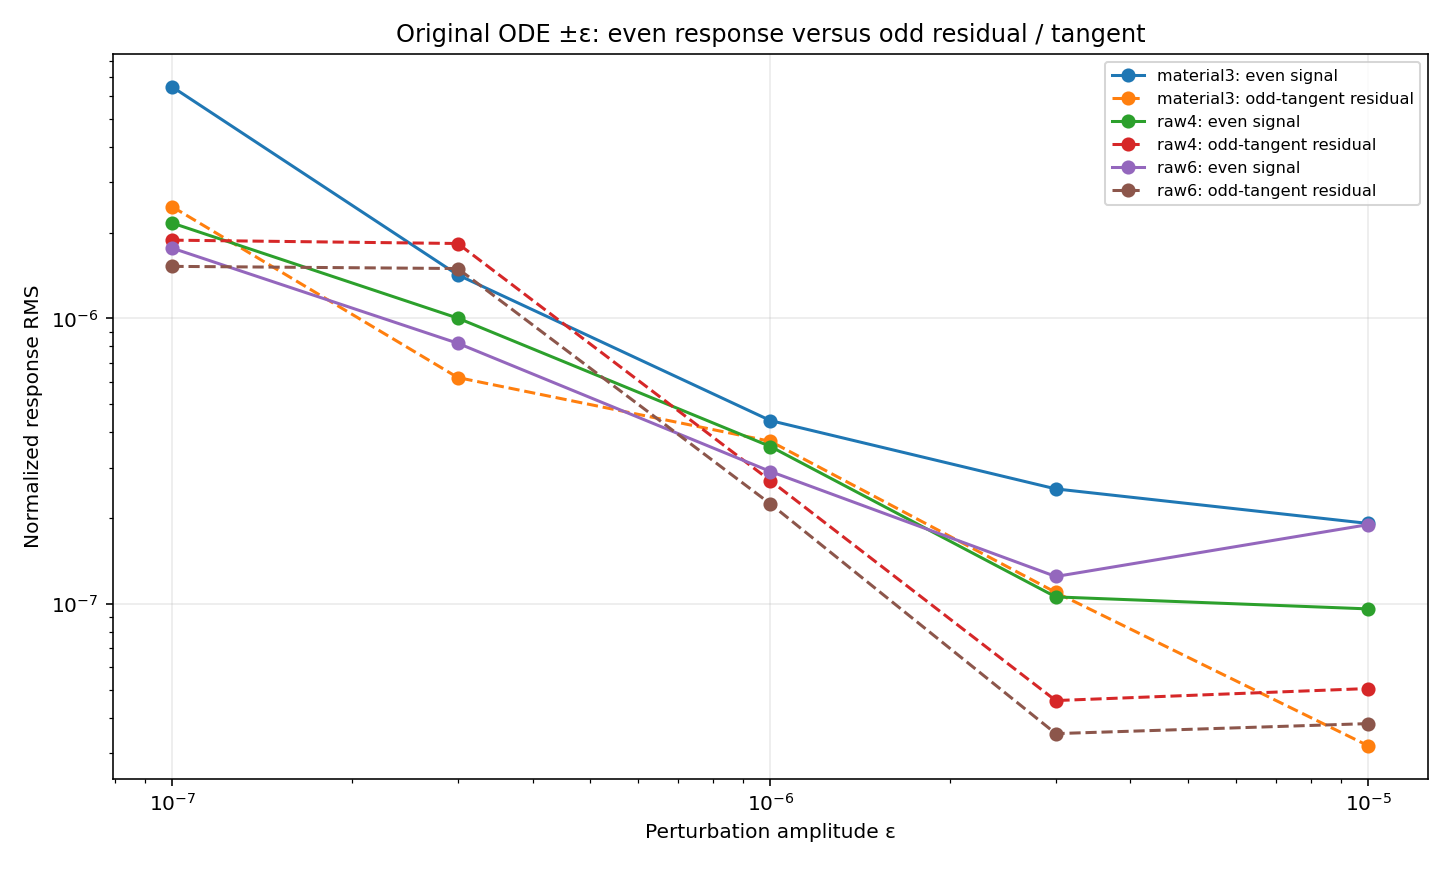 Original ODE ±ε: even response versus odd residual / tangent
material3: even signal
material3: odd-tangent residual
raw4: even signal
raw4: odd-tangent residual
raw6: even signal
raw6: odd-tangent residual
Normalized response RMS
10⁻⁶
10⁻⁷
10⁻⁷
10⁻⁶
10⁻⁵
Perturbation amplitude ε